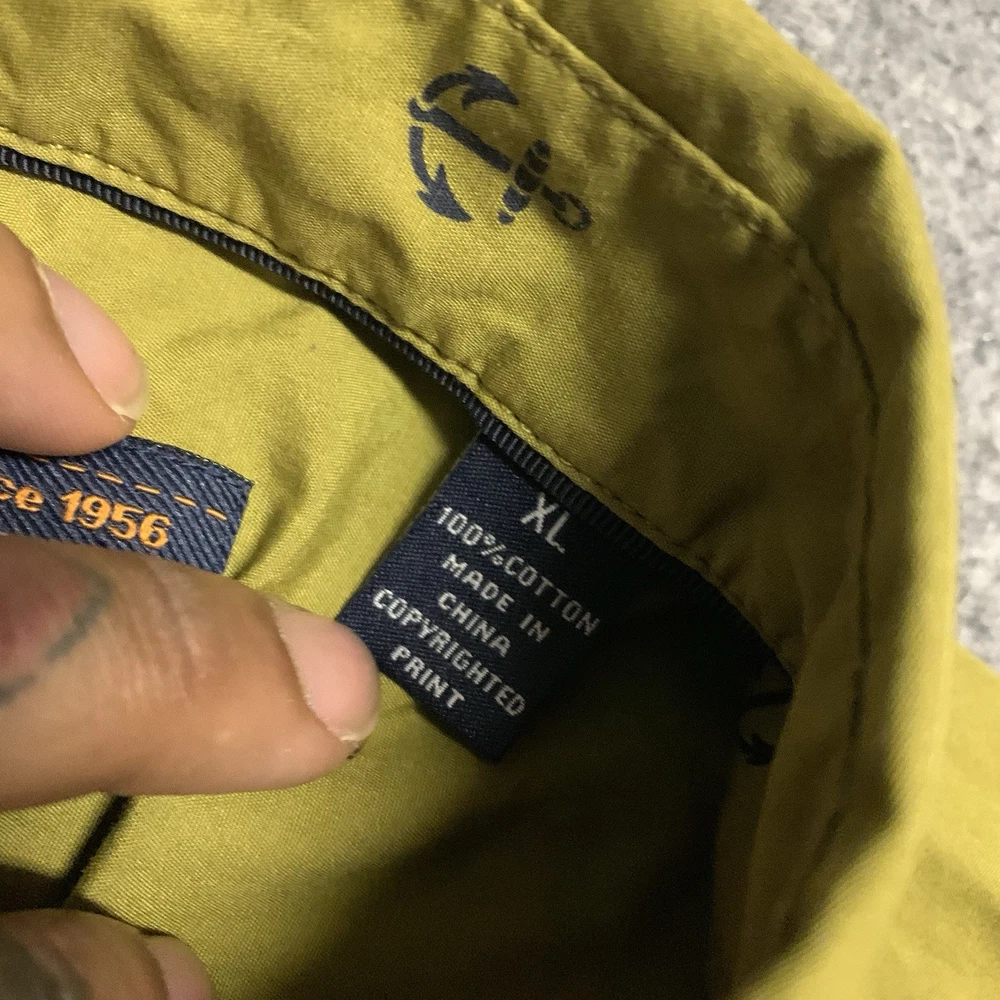 ce 1956
XL
100%COTTON
MADE IN
CHINA
COPYRIGHTED
PRINT